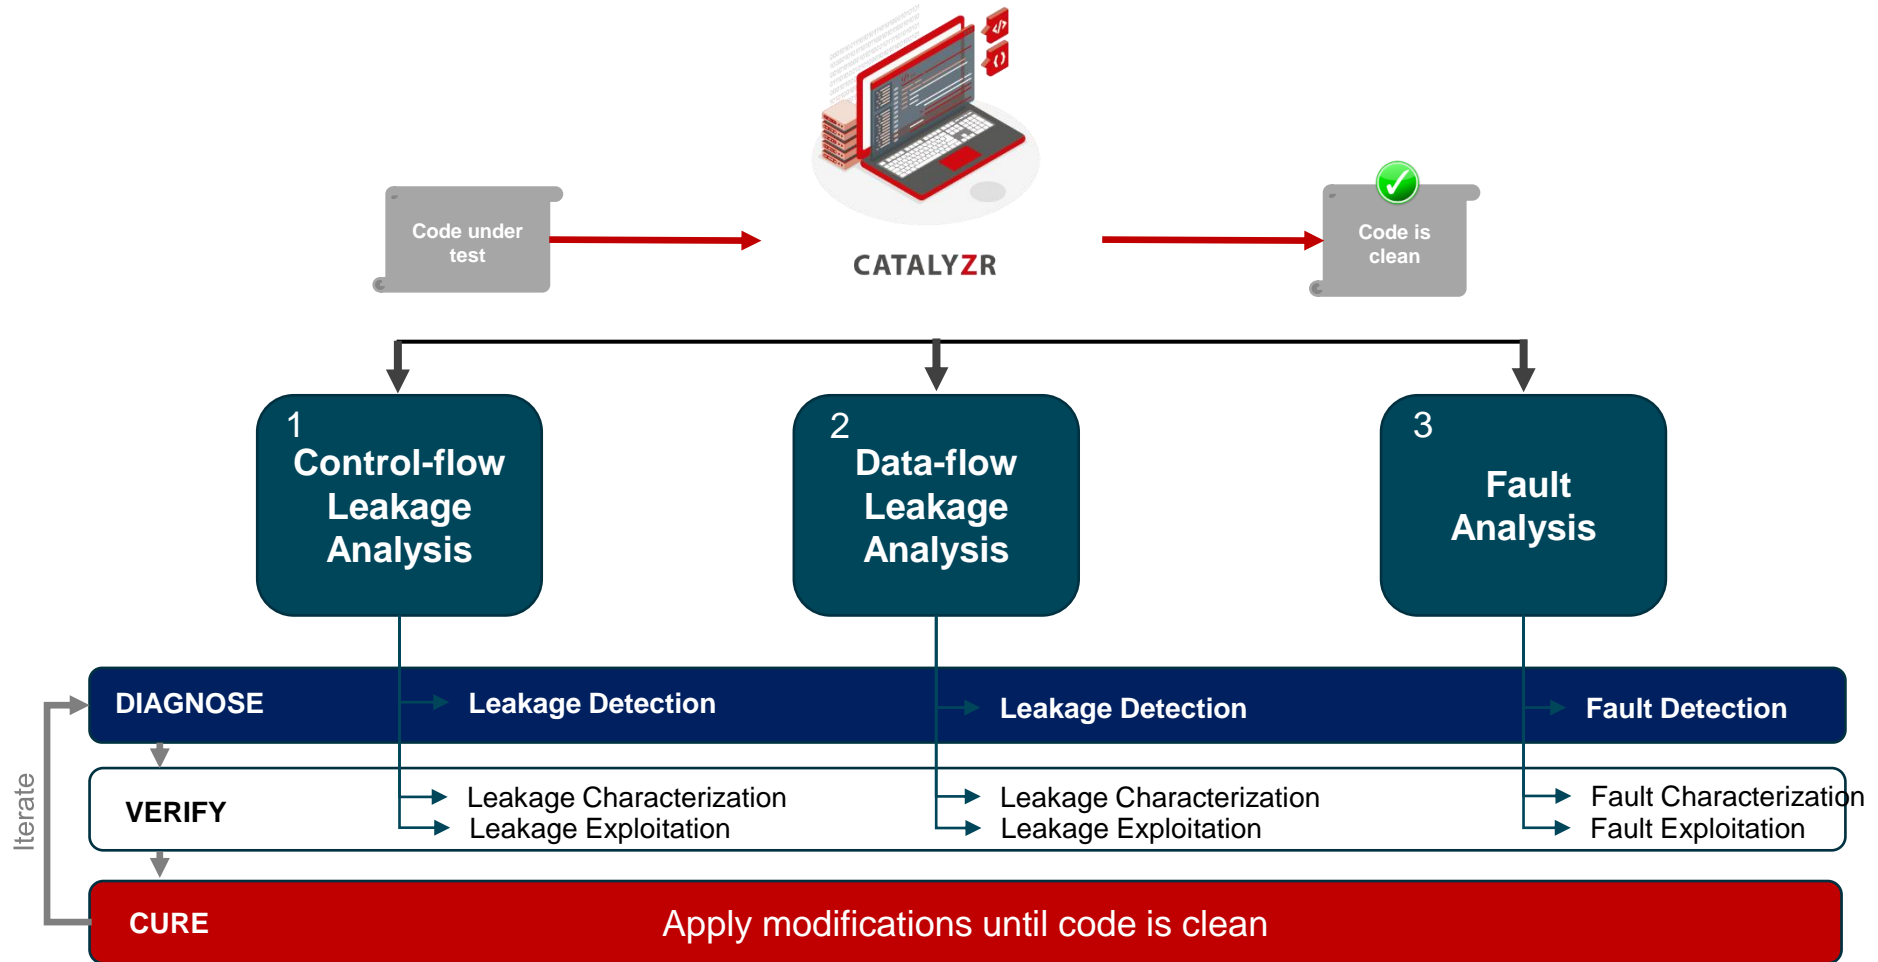 Code under
test
CATALYZR
Code is
clean
1
Control-flow
Leakage
Analysis
2
Data-flow
Leakage
Analysis
3
Fault
Analysis
DIAGNOSE
Leakage Detection
Leakage Detection
Fault Detection
Iterate
VERIFY
Leakage Characterization
Leakage Exploitation
Leakage Characterization
Leakage Exploitation
Fault Characterization
Fault Exploitation
CURE
Apply modifications until code is clean